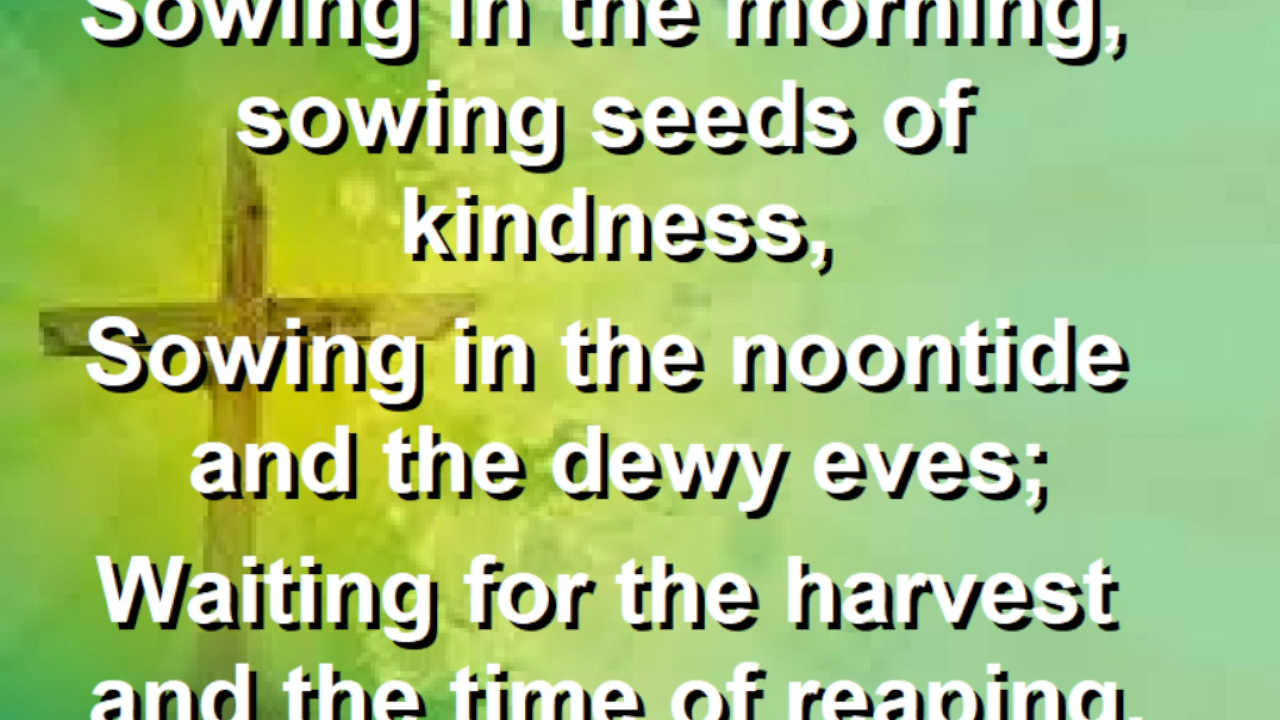 Sowing in the morning,
sowing seeds of
kindness,
Sowing in the noontide
and the dewy eves;
Waiting for the harvest
and the time of reaping,